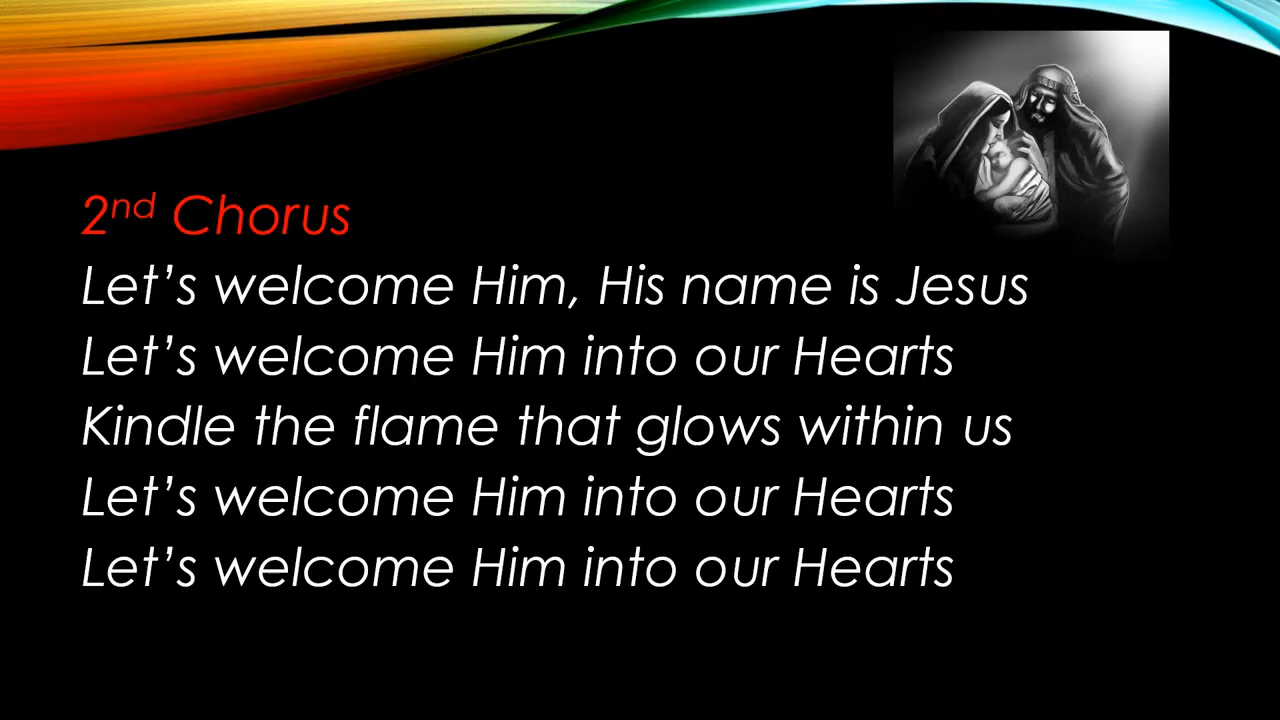 2nd Chorus
Let’s welcome Him, His name is Jesus
Let’s welcome Him into our Hearts
Kindle the flame that glows within us
Let’s welcome Him into our Hearts
Let’s welcome Him into our Hearts